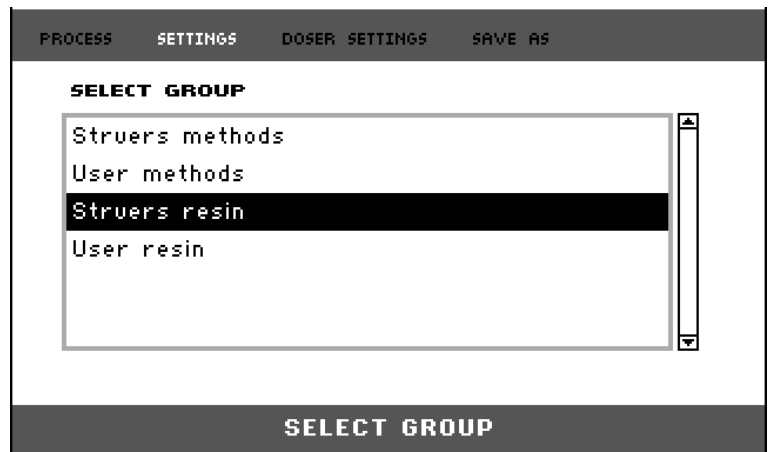 PROCESS SETTINGS DOSER SETTINGS SAVE AS
SELECT GROUP
Struers methods
User methods
Struers resin
User resin
SELECT GROUP